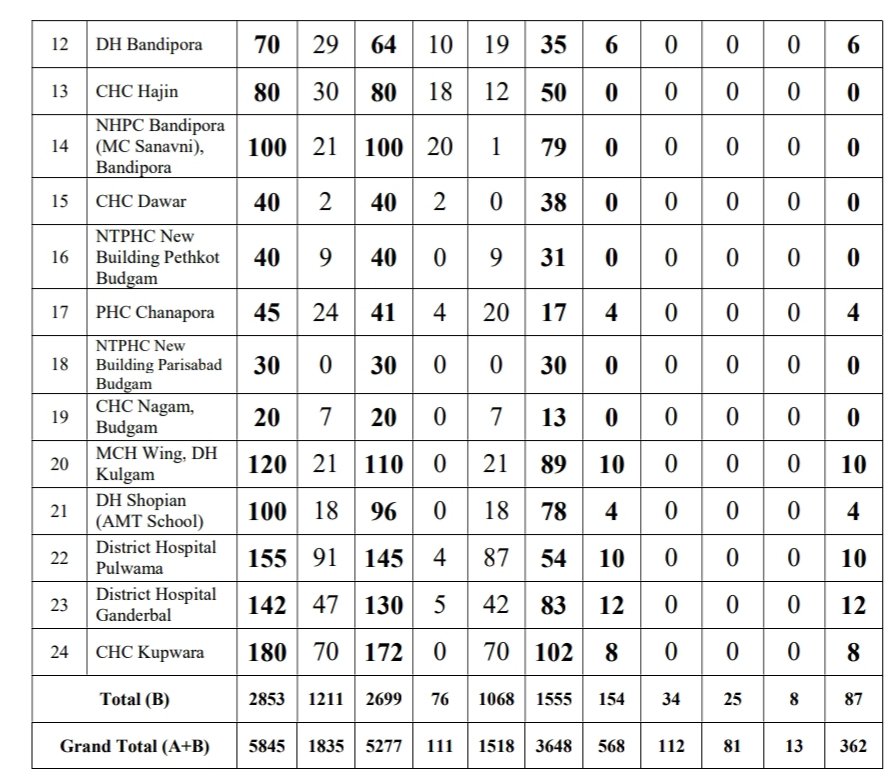 12 DH Bandipora 70 29 64 10 19 35 6 0 0 0 6
13 CHC Hajin 80 30 80 18 12 50 0 0 0 0 0
NHPC Bandipora
14 (MC Sanavni), 100 21 100 20 1 79 0 0 0 0 0
Bandipora
15 CHC Dawar 40 2 40 2 0 38 0 0 0 0 0
NTPHC New
16 Building Pethkot 40 9 40 0 9 31 0 0 0 0 0
Budgam
17 PHC Chanapora 45 24 41 4 20 17 4 0 0 0 4
NTPHC New
18 Building Parisabad 30 0 30 0 0 30 0 0 0 0 0
Budgam
19 CHC Nagam, 20 7 20 0 7 13 0 0 0 0 0
Budgam
20 MCH Wing, DH 120 21 110 0 21 89 10 0 0 0 10
Kulgam
21 DH Shopian 100 18 96 0 18 78 4 0 0 0 4
(AMT School)
22 District Hospital 155 91 145 4 87 54 10 0 0 0 10
Pulwama
23 District Hospital 142 47 130 5 42 83 12 0 0 0 12
Ganderbal
24 CHC Kupwara 180 70 172 0 70 102 8 0 0 0 8
Total (B) 2853 1211 2699 76 1068 1555 154 34 25 8 87
Grand Total (A+B) 5845 1835 5277 111 1518 3648 568 112 81 13 362